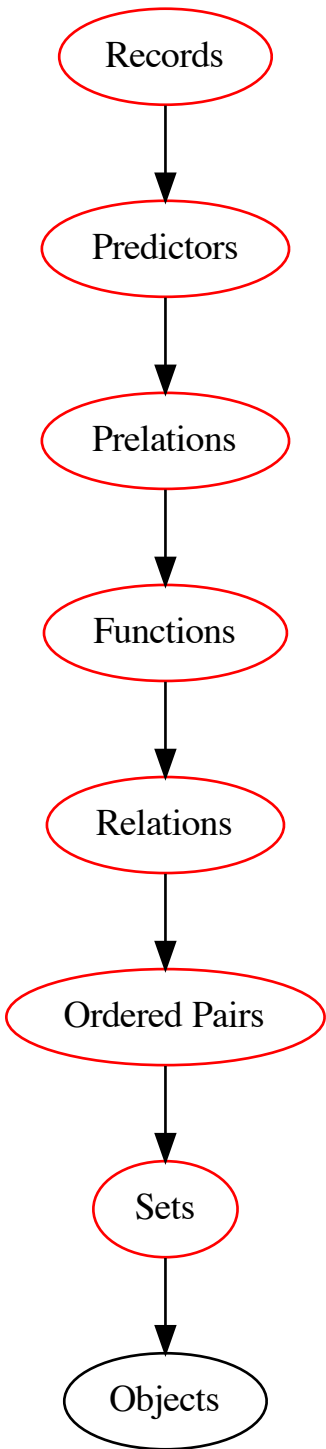 Records
Predictors
Prelations
Functions
Relations
Ordered Pairs
Sets
Objects